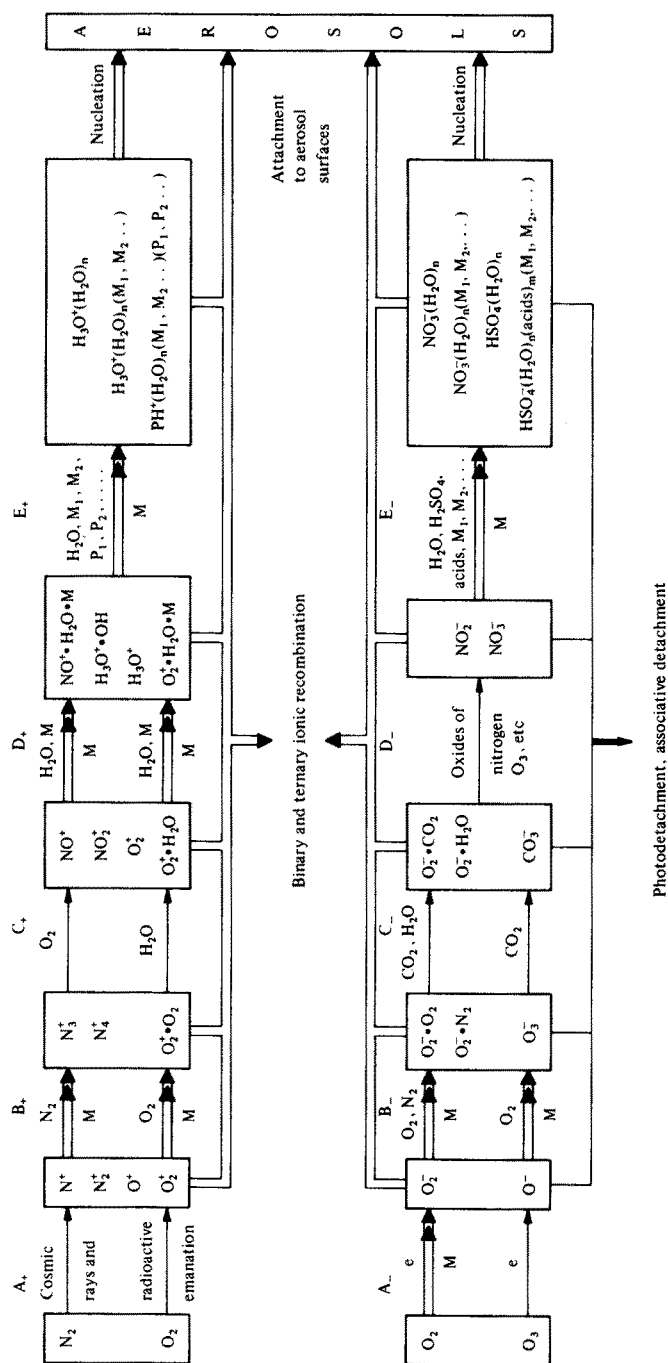 A₊
N₂
O₂
Cosmic
rays and
radioactive
emanation
N⁺
N₂⁺
O⁺
O₂⁺
B₊
N₂
M
O₂
M
N₃⁺
N₄⁺
O₂⁺•O₂
C₊
O₂
H₂O
NO⁺
NO₂⁺
O₂⁺
O₂⁺•H₂O
D₊
H₂O, M
M
H₂O, M
M
NO⁺•H₂O•M
H₃O⁺•OH
H₃O⁺
O₂⁺•H₂O•M
E₊
H₂O, M₁, M₂,
P₁, P₂, .....
M
H₃O⁺(H₂O)ₙ
H₃O⁺(H₂O)ₙ(M₁, M₂ ..)
PH⁺(H₂O)ₙ(M₁, M₂ ..)(P₁, P₂ ..)
Nucleation
A E R O S O L S
Binary and ternary ionic recombination
Attachment
to aerosol
surfaces
A₋
O₂
O₃
e
M
e
O₂⁻
O⁻
B₋
O₂, N₂
M
O₂
M
O₂⁻•O₂
O₂⁻•N₂
O₃⁻
C₋
CO₂, H₂O
CO₂
O₂⁻•CO₂
O₂⁻•H₂O
CO₃⁻
D₋
Oxides of
nitrogen
O₃, etc
NO₂⁻
NO₃⁻
E₋
H₂O, H₂SO₄,
acids, M₁, M₂, ...
M
NO₃⁻(H₂O)ₙ
NO₃⁻(H₂O)ₙ(M₁, M₂, ...)
HSO₄⁻(H₂O)ₙ
HSO₄⁻(H₂O)ₙ(acids)ₘ(M₁, M₂, ...)
Nucleation
Photodetachment, associative detachment